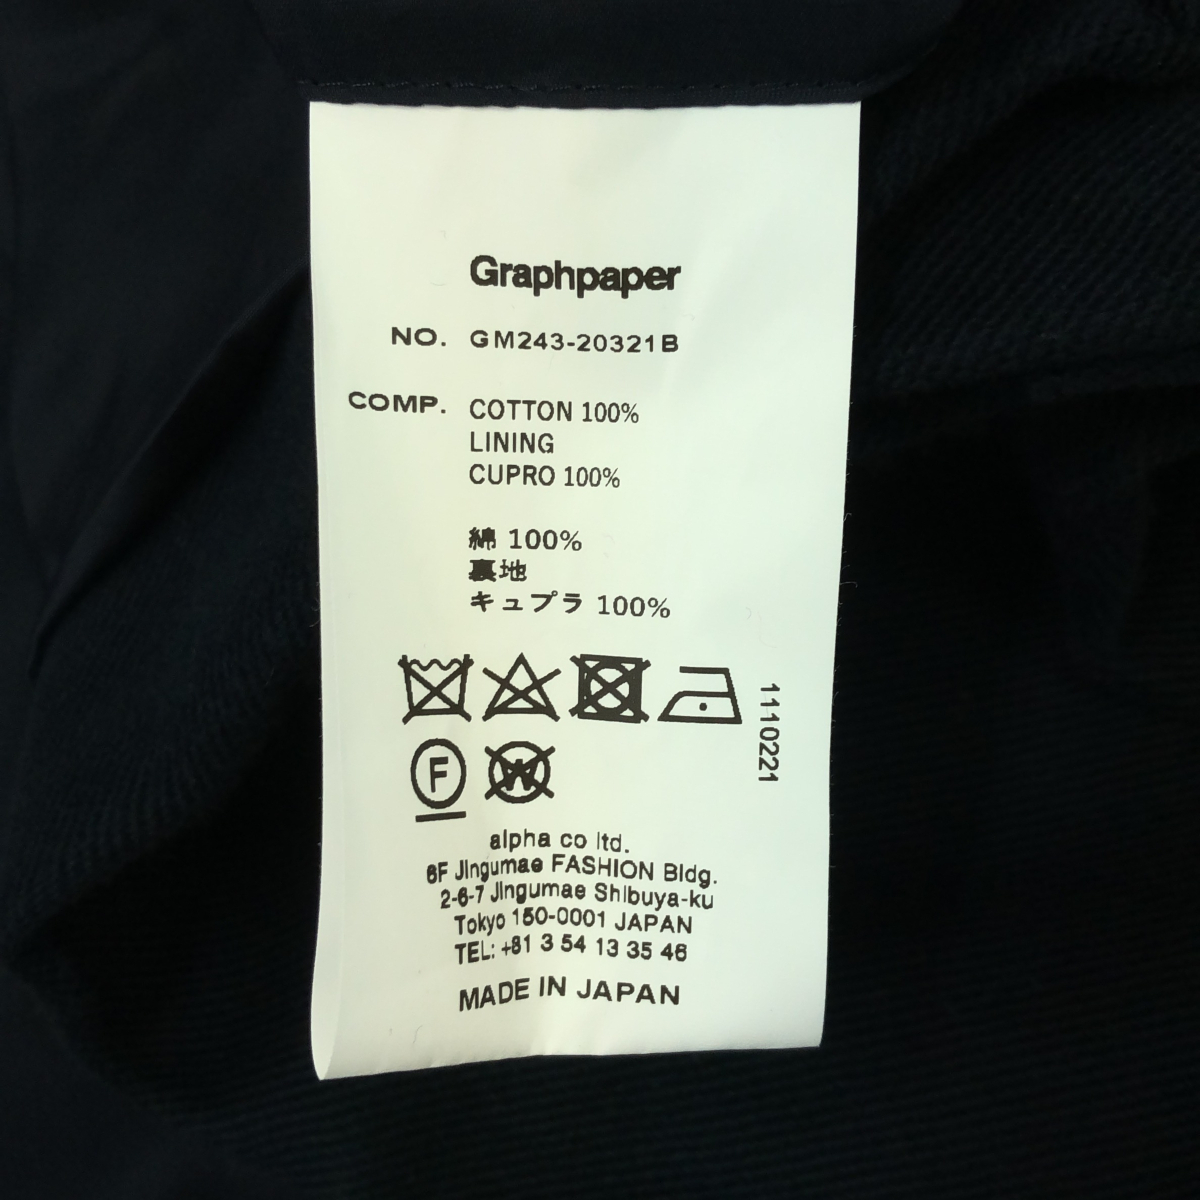 Graphpaper
NO. GM243-20321B
COMP. COTTON 100%
LINING
CUPRO 100%
綿 100%
裏地
キュプラ 100%
1110221
F
W
alpha co ltd.
6F Jingumae FASHION Bldg.
2-6-7 Jingumae Shibuya-ku
Tokyo 150-0001 JAPAN
TEL: +81 3 54 13 35 46
MADE IN JAPAN